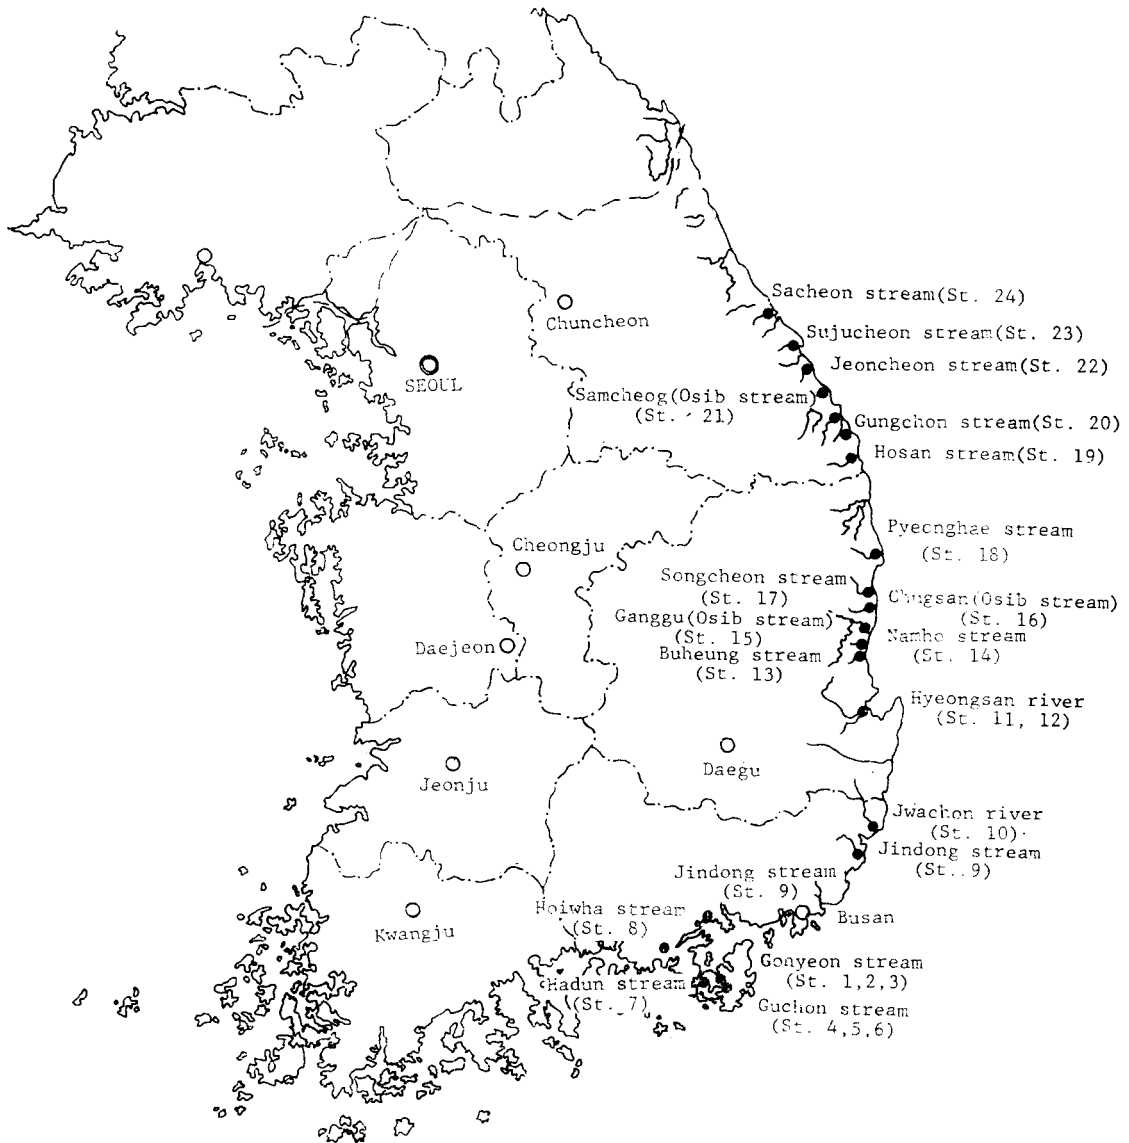 Sacheon stream(St. 24)
Chuncheon
Sujucheon stream(St. 23)
Jeoncheon stream(St. 22)
SEOUL
Samcheog(Osib stream)
(St. 21)
Gungchon stream(St. 20)
Hosan stream(St. 19)
Pyeonghae stream
(St. 18)
Cheongju
Songcheon stream
(St. 17)
Chugsan(Osib stream)
(St. 16)
Ganggu(Osib stream)
(St. 15)
Namho stream
(St. 14)
Daejeon
Buheung stream
(St. 13)
Hyeongsan river
(St. 11, 12)
Daegu
Jeonju
Jwachon river
(St. 10)
Jindong stream
(St. 9)
Jindong stream
(St. 9)
Hoiwha stream
(St. 8)
Busan
Kwangju
Gonyeon stream
(St. 1,2,3)
Hadun stream
(St. 7)
Guchon stream
(St. 4,5,6)